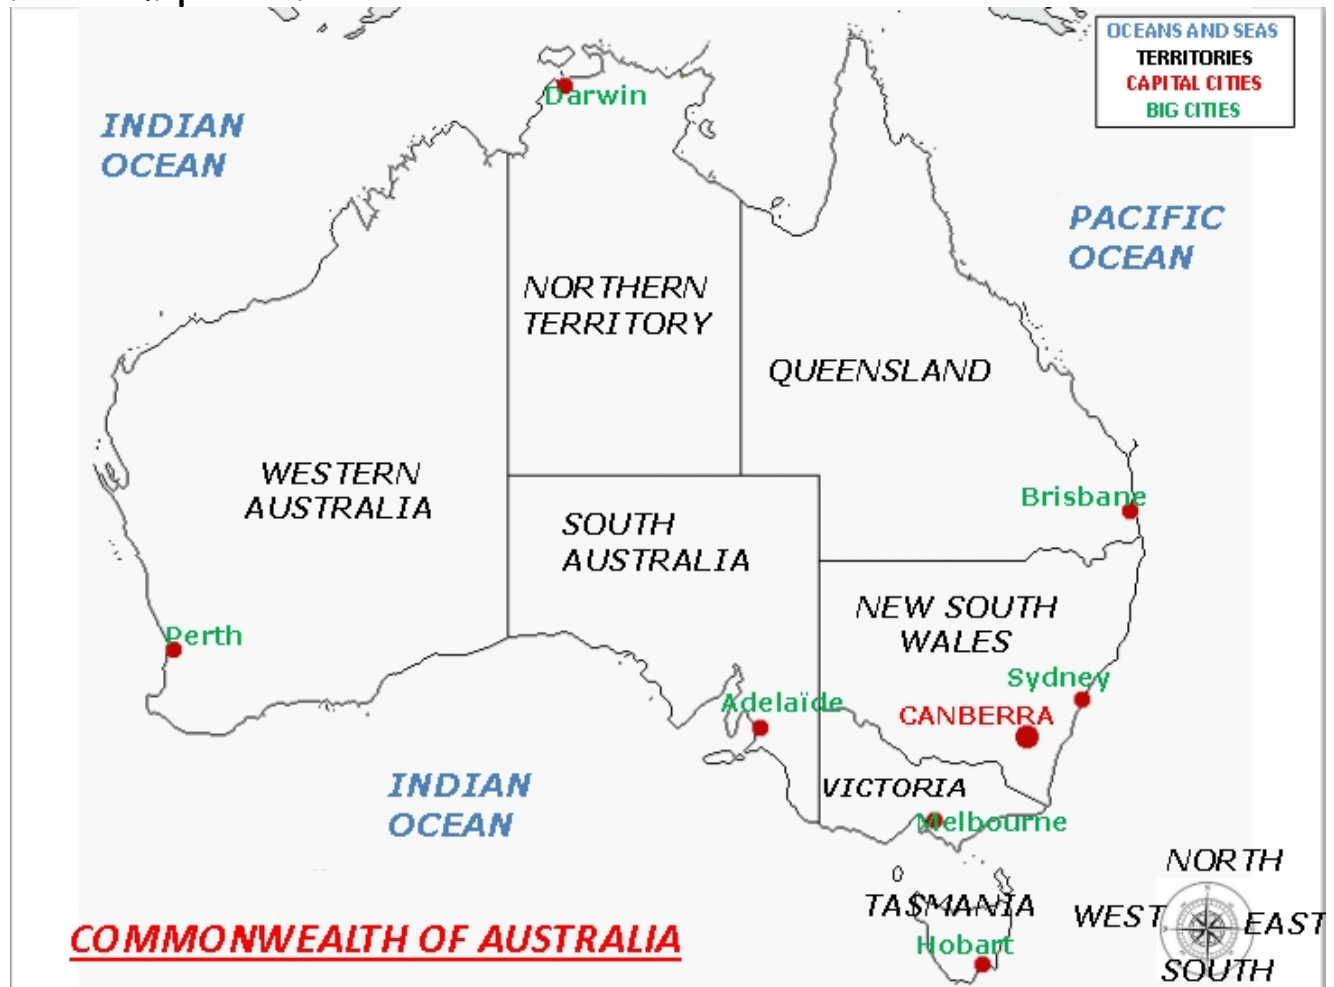 OCEANS AND SEAS
TERRITORIES
CAPITAL CITIES
BIG CITIES
Darwin
INDIAN
OCEAN
PACIFIC
OCEAN
NORTHERN
TERRITORY
QUEENSLAND
WESTERN
AUSTRALIA
SOUTH
AUSTRALIA
Brisbane
NEW SOUTH
WALES
Perth
Sydney
Adelaïde
CANBERRA
INDIAN
OCEAN
VICTORIA
Melbourne
TASMANIA
Hobart
COMMONWEALTH OF AUSTRALIA
NORTH
WEST
EAST
SOUTH